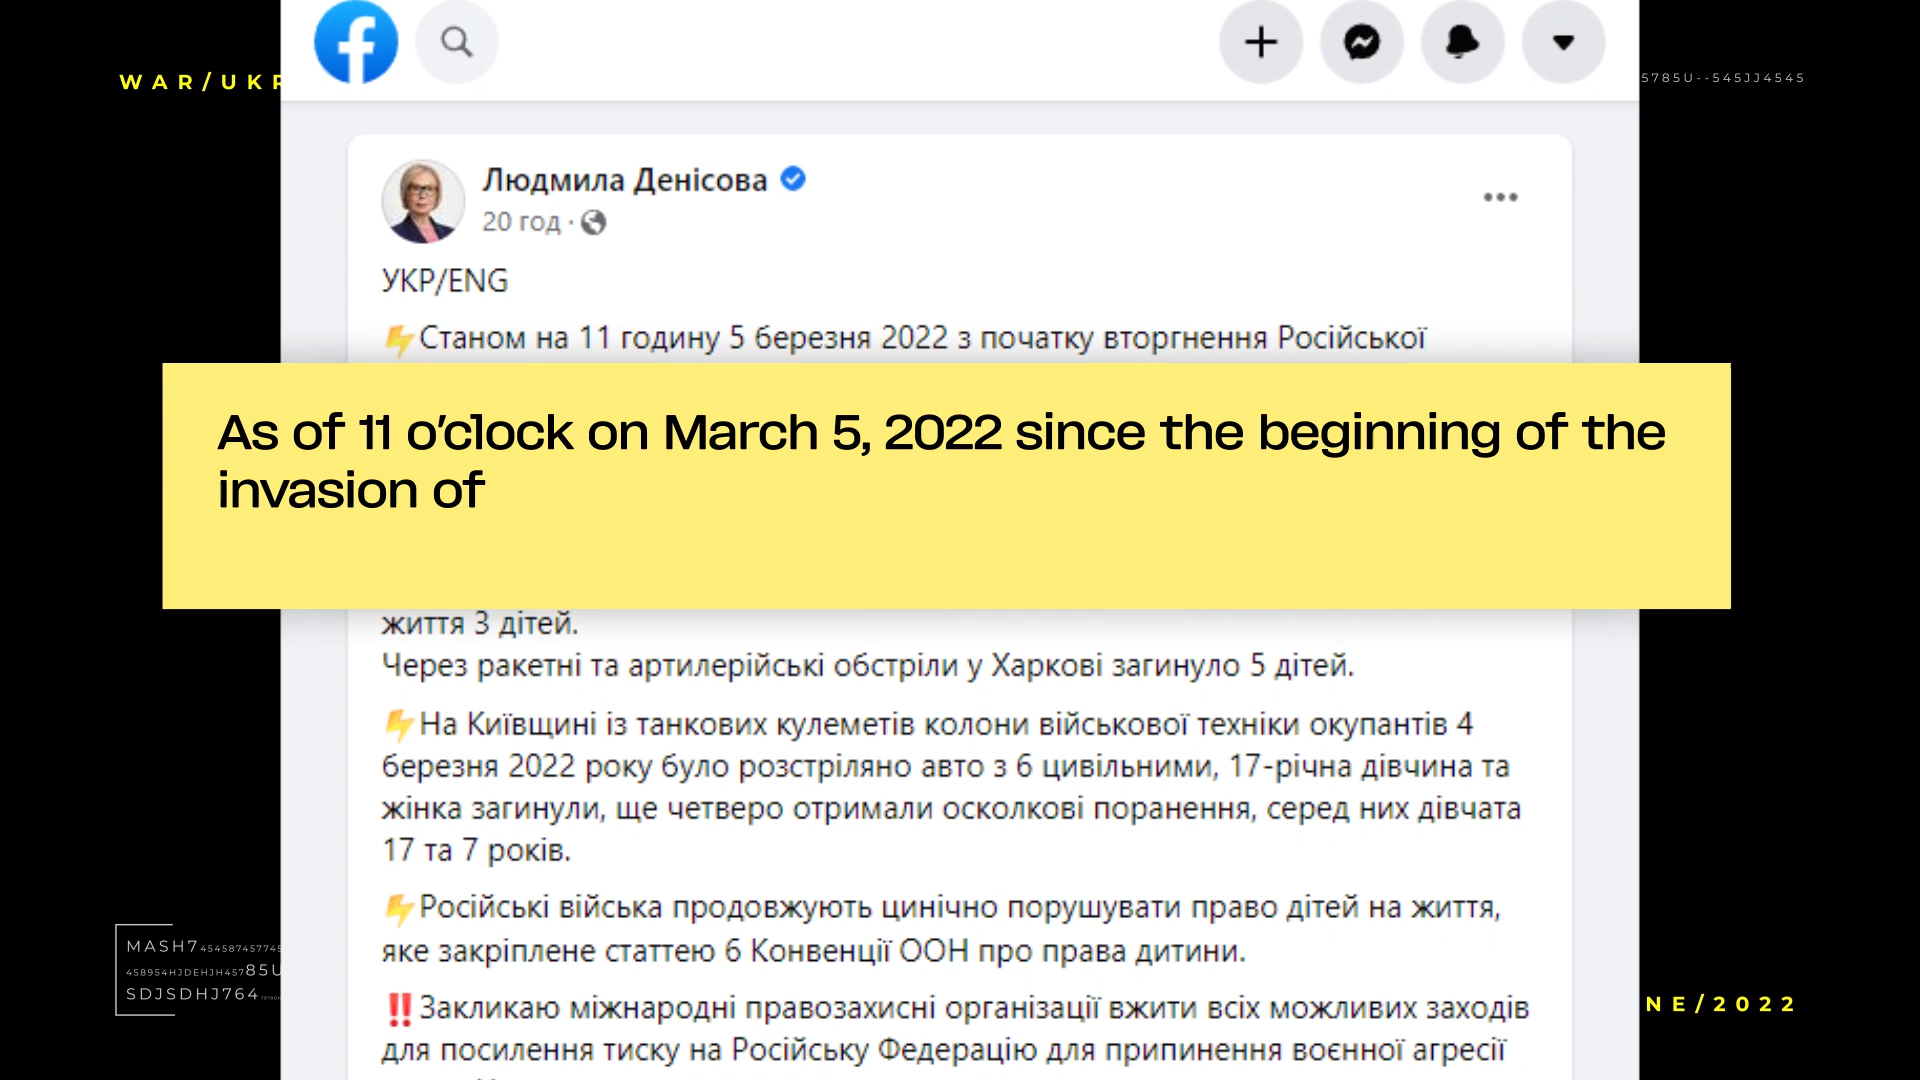 WAR/UKR
5785U--545JJ4545
Людмила Денісова
20 год ·
УКР/ENG
⚡Станом на 11 годину 5 березня 2022 з початку вторгнення Російської
As of 11 o'clock on March 5, 2022 since the beginning of the
invasion of
життя 3 дітей.
Через ракетні та артилерійські обстріли у Харкові загинуло 5 дітей.
⚡На Київщині із танкових кулеметів колони військової техніки окупантів 4
березня 2022 року було розстріляно авто з 6 цивільними, 17-річна дівчина та
жінка загинули, ще четверо отримали осколкові поранення, серед них дівчата
17 та 7 років.
⚡Російські війська продовжують цинічно порушувати право дітей на життя,
яке закріплене статтею 6 Конвенції ООН про права дитини.
‼Закликаю міжнародні правозахисні організації вжити всіх можливих заходів
для посилення тиску на Російську Федерацію для припинення воєнної агресії
MASH7454587457745
458954HJDEHJH45785U
SDJSDHJ764
NE/2022